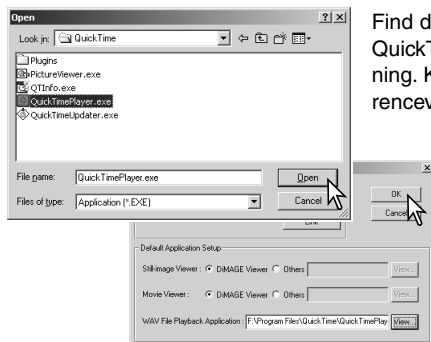 Open
Look in: QuickTime
Plugins
PictureViewer.exe
QTInfo.exe
QuickTimePlayer.exe
QuickTimeUpdater.exe
File name: QuickTimePlayer.exe Open
Files of type: Application (*.EXE) Cancel
Find d
QuickT
ning. K
rencev
OK
Cancel
Link
Default Application Setup
Still-image Viewer : DiMAGE Viewer Others View...
Movie Viewer : DiMAGE Viewer Others View...
WAV File Playback Application : F:\Program Files\QuickTime\QuickTimePlay View...